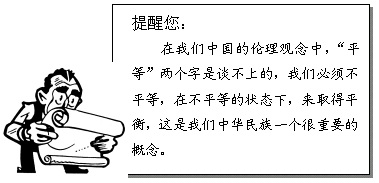 提醒您：
在我们中国的伦理观念中，“平
等”两个字是谈不上的，我们必须不
平等，在不平等的状态下，来取得平
衡，这是我们中华民族一个很重要的
概念。